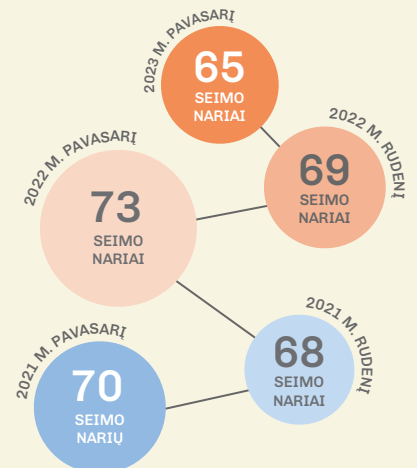 2023 M. PAVASARĮ
65
SEIMO
NARIAI
2022 M. RUDENĮ
69
SEIMO
NARIAI
2022 M. PAVASARĮ
73
SEIMO
NARIAI
2021 M. RUDENĮ
68
SEIMO
NARIAI
2021 M. PAVASARĮ
70
SEIMO
NARIŲ